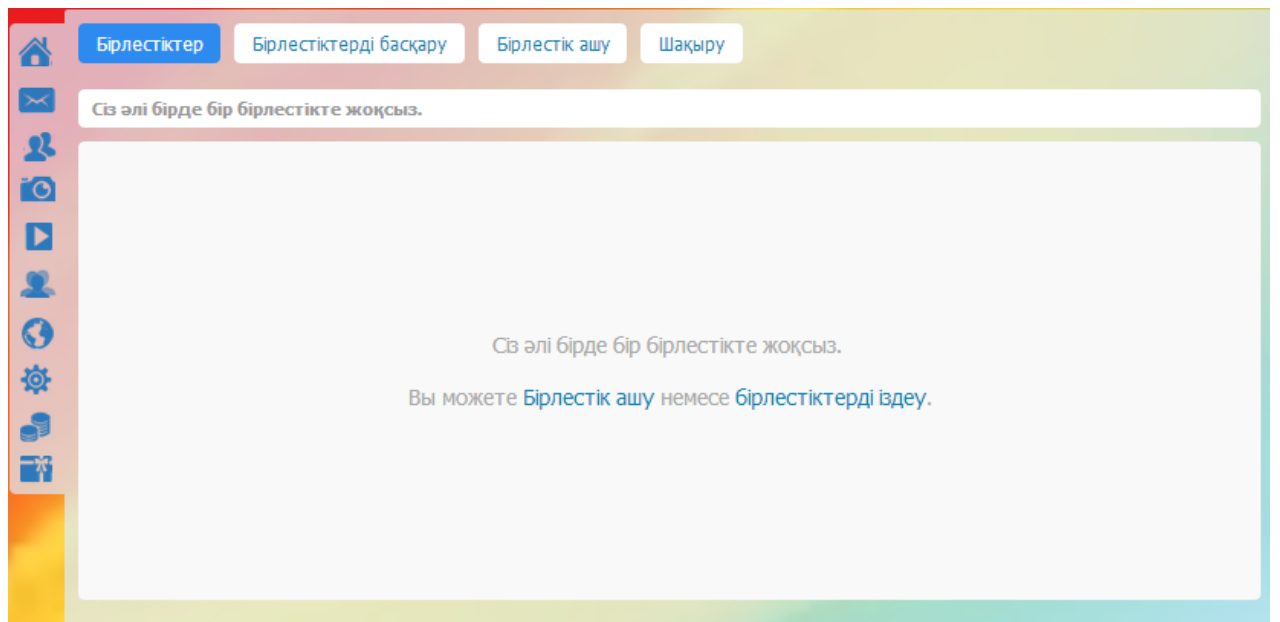 Бірлестіктер Бірлестіктерді басқару Бірлестік ашу Шақыру
Сіз әлі бірде бір бірлестікте жоқсыз.
Сіз әлі бірде бір бірлестікте жоқсыз.
Вы можете Бірлестік ашу немесе бірлестіктерді іздеу.